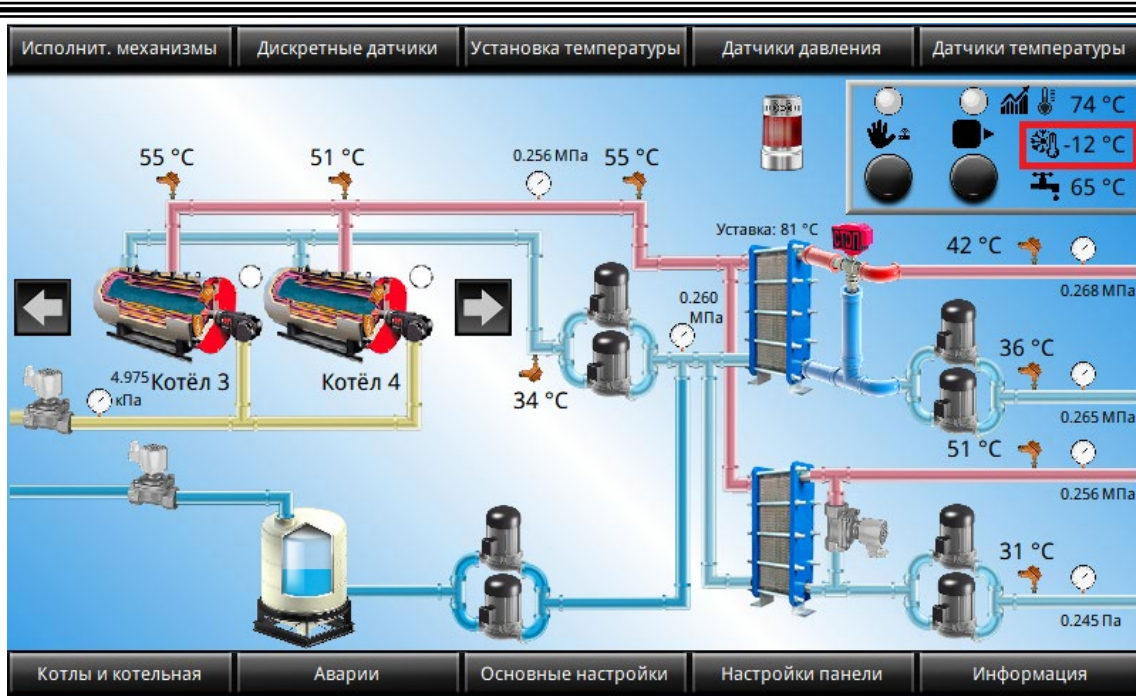 Исполнит. механизмы
Дискретные датчики
Установка температуры
Датчики давления
Датчики температуры
74 °C
-12 °C
65 °C
55 °C
51 °C
0.256 МПа
55 °C
Уставка: 81 °C
42 °C
0.268 МПа
0.260
МПа
36 °C
0.265 МПа
4.975
кПа
Котёл 3
Котёл 4
34 °C
51 °C
0.256 МПа
31 °C
0.245 Па
Котлы и котельная
Аварии
Основные настройки
Настройки панели
Информация